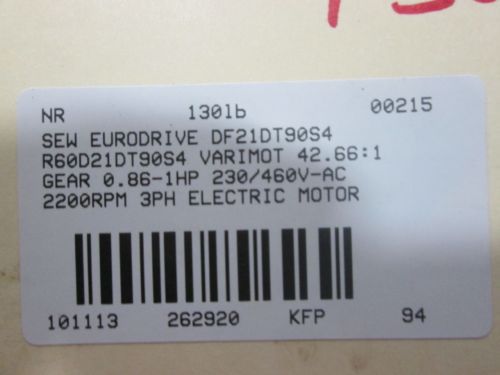 NR 130lb 00215
SEW EURODRIVE DF21DT90S4
R60D21DT90S4 VARIMOT 42.66:1
GEAR 0.86-1HP 230/460V-AC
2200RPM 3PH ELECTRIC MOTOR
101113 262920 KFP 94